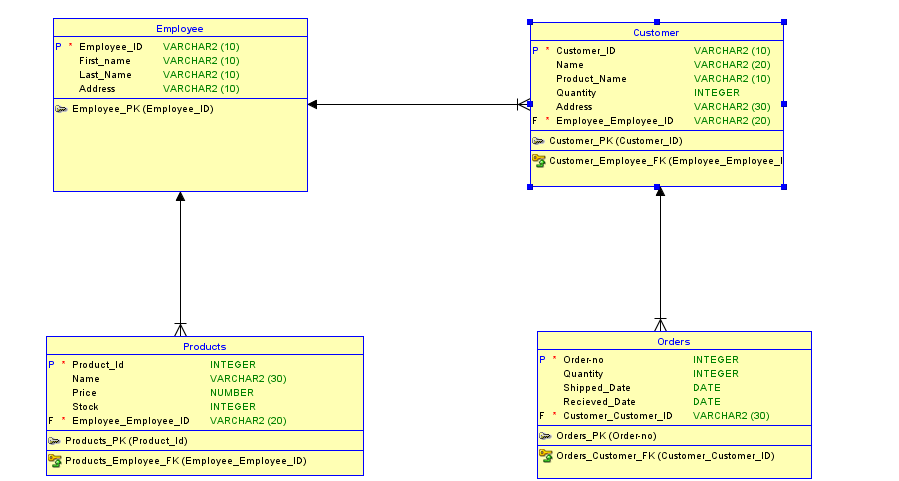 Employee
P * Employee_ID VARCHAR2 (10)
First_name VARCHAR2 (10)
Last_Name VARCHAR2 (10)
Address VARCHAR2 (10)
Employee_PK (Employee_ID)
Customer
P * Customer_ID VARCHAR2 (10)
Name VARCHAR2 (20)
Product_Name VARCHAR2 (10)
Quantity INTEGER
Address VARCHAR2 (30)
F * Employee_Employee_ID VARCHAR2 (20)
Customer_PK (Customer_ID)
Customer_Employee_FK (Employee_Employee_I
Products
P * Product_Id INTEGER
Name VARCHAR2 (30)
Price NUMBER
Stock INTEGER
F * Employee_Employee_ID VARCHAR2 (20)
Products_PK (Product_Id)
Products_Employee_FK (Employee_Employee_ID)
Orders
P * Order-no INTEGER
Quantity INTEGER
Shipped_Date DATE
Recieved_Date DATE
F * Customer_Customer_ID VARCHAR2 (30)
Orders_PK (Order-no)
Orders_Customer_FK (Customer_Customer_ID)